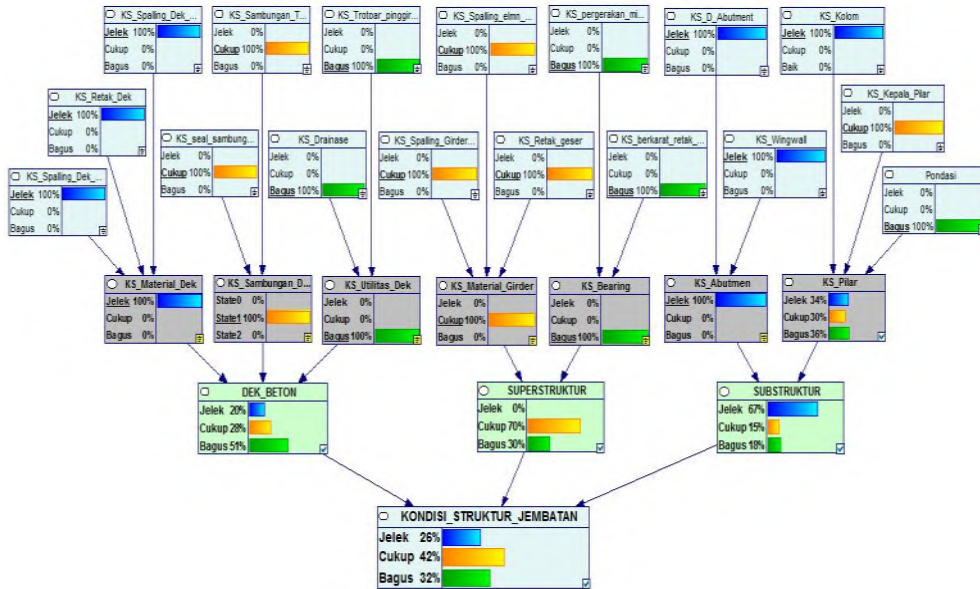 KS_Spalling_Dek_...
Jelek 100%
Cukup 0%
Bagus 0%
KS_Sambungan_T...
Jelek 0%
Cukup 100%
Bagus 0%
KS_Trotoar_pinggir...
Jelek 0%
Cukup 0%
Bagus 100%
KS_Spalling_elmn_...
Jelek 0%
Cukup 100%
Bagus 0%
KS_pergerakan_mi...
Jelek 0%
Cukup 0%
Bagus 100%
KS_D_Abutment
Jelek 100%
Cukup 0%
Bagus 0%
KS_Kolom
Jelek 100%
Cukup 0%
Baik 0%
KS_Retak_Dek
Jelek 100%
Cukup 0%
Bagus 0%
KS_seal_sambung...
Jelek 0%
Cukup 100%
Bagus 0%
KS_Drainase
Jelek 0%
Cukup 0%
Bagus 100%
KS_Spalling_Girder...
Jelek 0%
Cukup 100%
Bagus 0%
KS_Retak_geser
Jelek 0%
Cukup 100%
Bagus 0%
KS_berkarat_retak_...
Jelek 0%
Cukup 0%
Bagus 100%
KS_Wingwall
Jelek 100%
Cukup 0%
Bagus 0%
KS_Kepala_Pilar
Jelek 0%
Cukup 100%
Bagus 0%
KS_Spalling_Dek_...
Jelek 100%
Cukup 0%
Bagus 0%
Pondasi
Jelek 0%
Cukup 0%
Bagus 100%
KS_Material_Dek
Jelek 100%
Cukup 0%
Bagus 0%
KS_Sambungan_D...
State0 0%
State1 100%
State2 0%
KS_Utilitas_Dek
Jelek 0%
Cukup 0%
Bagus 100%
KS_Material_Girder
Jelek 0%
Cukup 100%
Bagus 0%
KS_Bearing
Jelek 0%
Cukup 0%
Bagus 100%
KS_Abutmen
Jelek 100%
Cukup 0%
Bagus 0%
KS_Pilar
Jelek 34%
Cukup 30%
Bagus 36%
DEK_BETON
Jelek 20%
Cukup 28%
Bagus 51%
SUPERSTRUKTUR
Jelek 0%
Cukup 70%
Bagus 30%
SUBSTRUKTUR
Jelek 67%
Cukup 15%
Bagus 18%
KONDISI_STRUKTUR_JEMBATAN
Jelek 26%
Cukup 42%
Bagus 32%